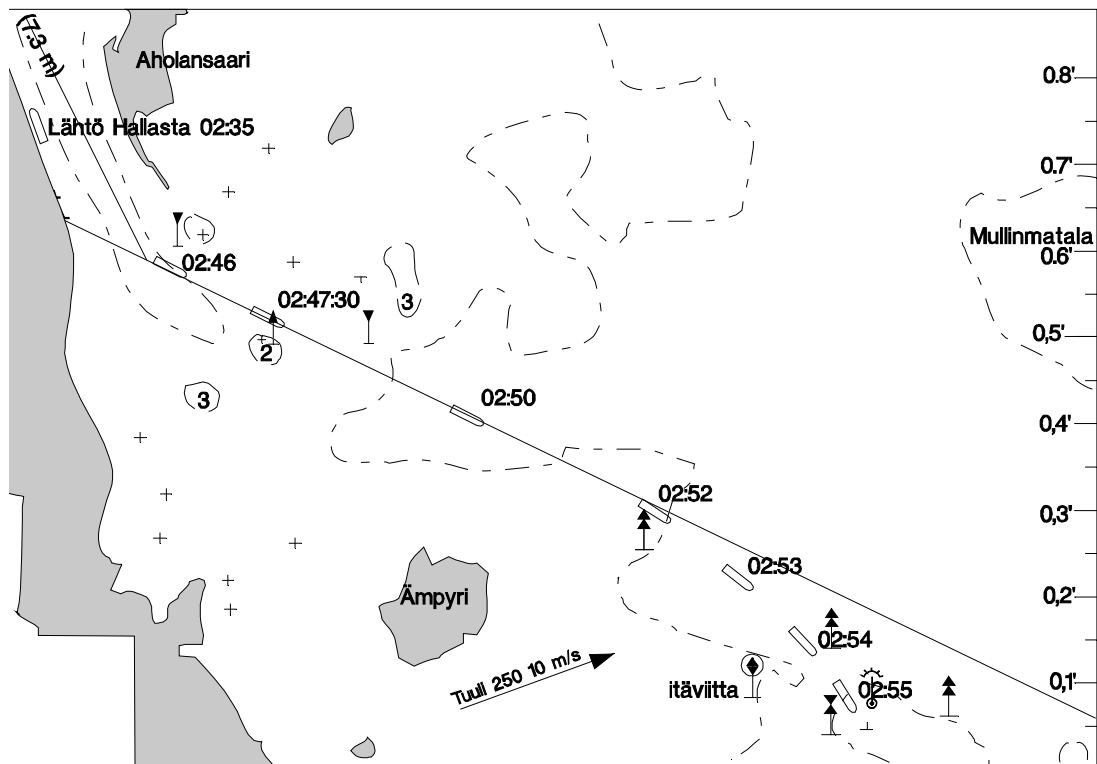 (7.3 m)
Aholansaari
0.8'
Lähtö Hallasta 02:35
0.7'
Mullinmatala
0.6'
02:46
02:47:30
3
0,5'
2
3
02:50
0,4'
02:52
0,3'
02:53
Ämpyri
0,2'
02:54
Tuuli 250 10 m/s
itäviitta
02:55
0,1'